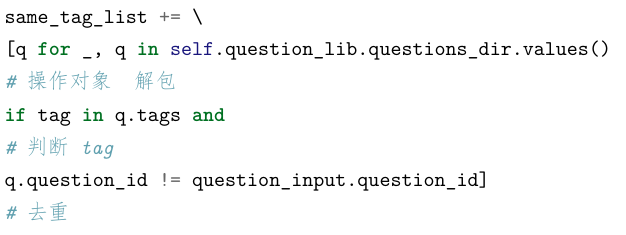 same_tag_list += \
[q for _, q in self.question_lib.questions_dir.values()
# 操作对象  解包
if tag in q.tags and
# 判断 tag
q.question_id != question_input.question_id]
# 去重